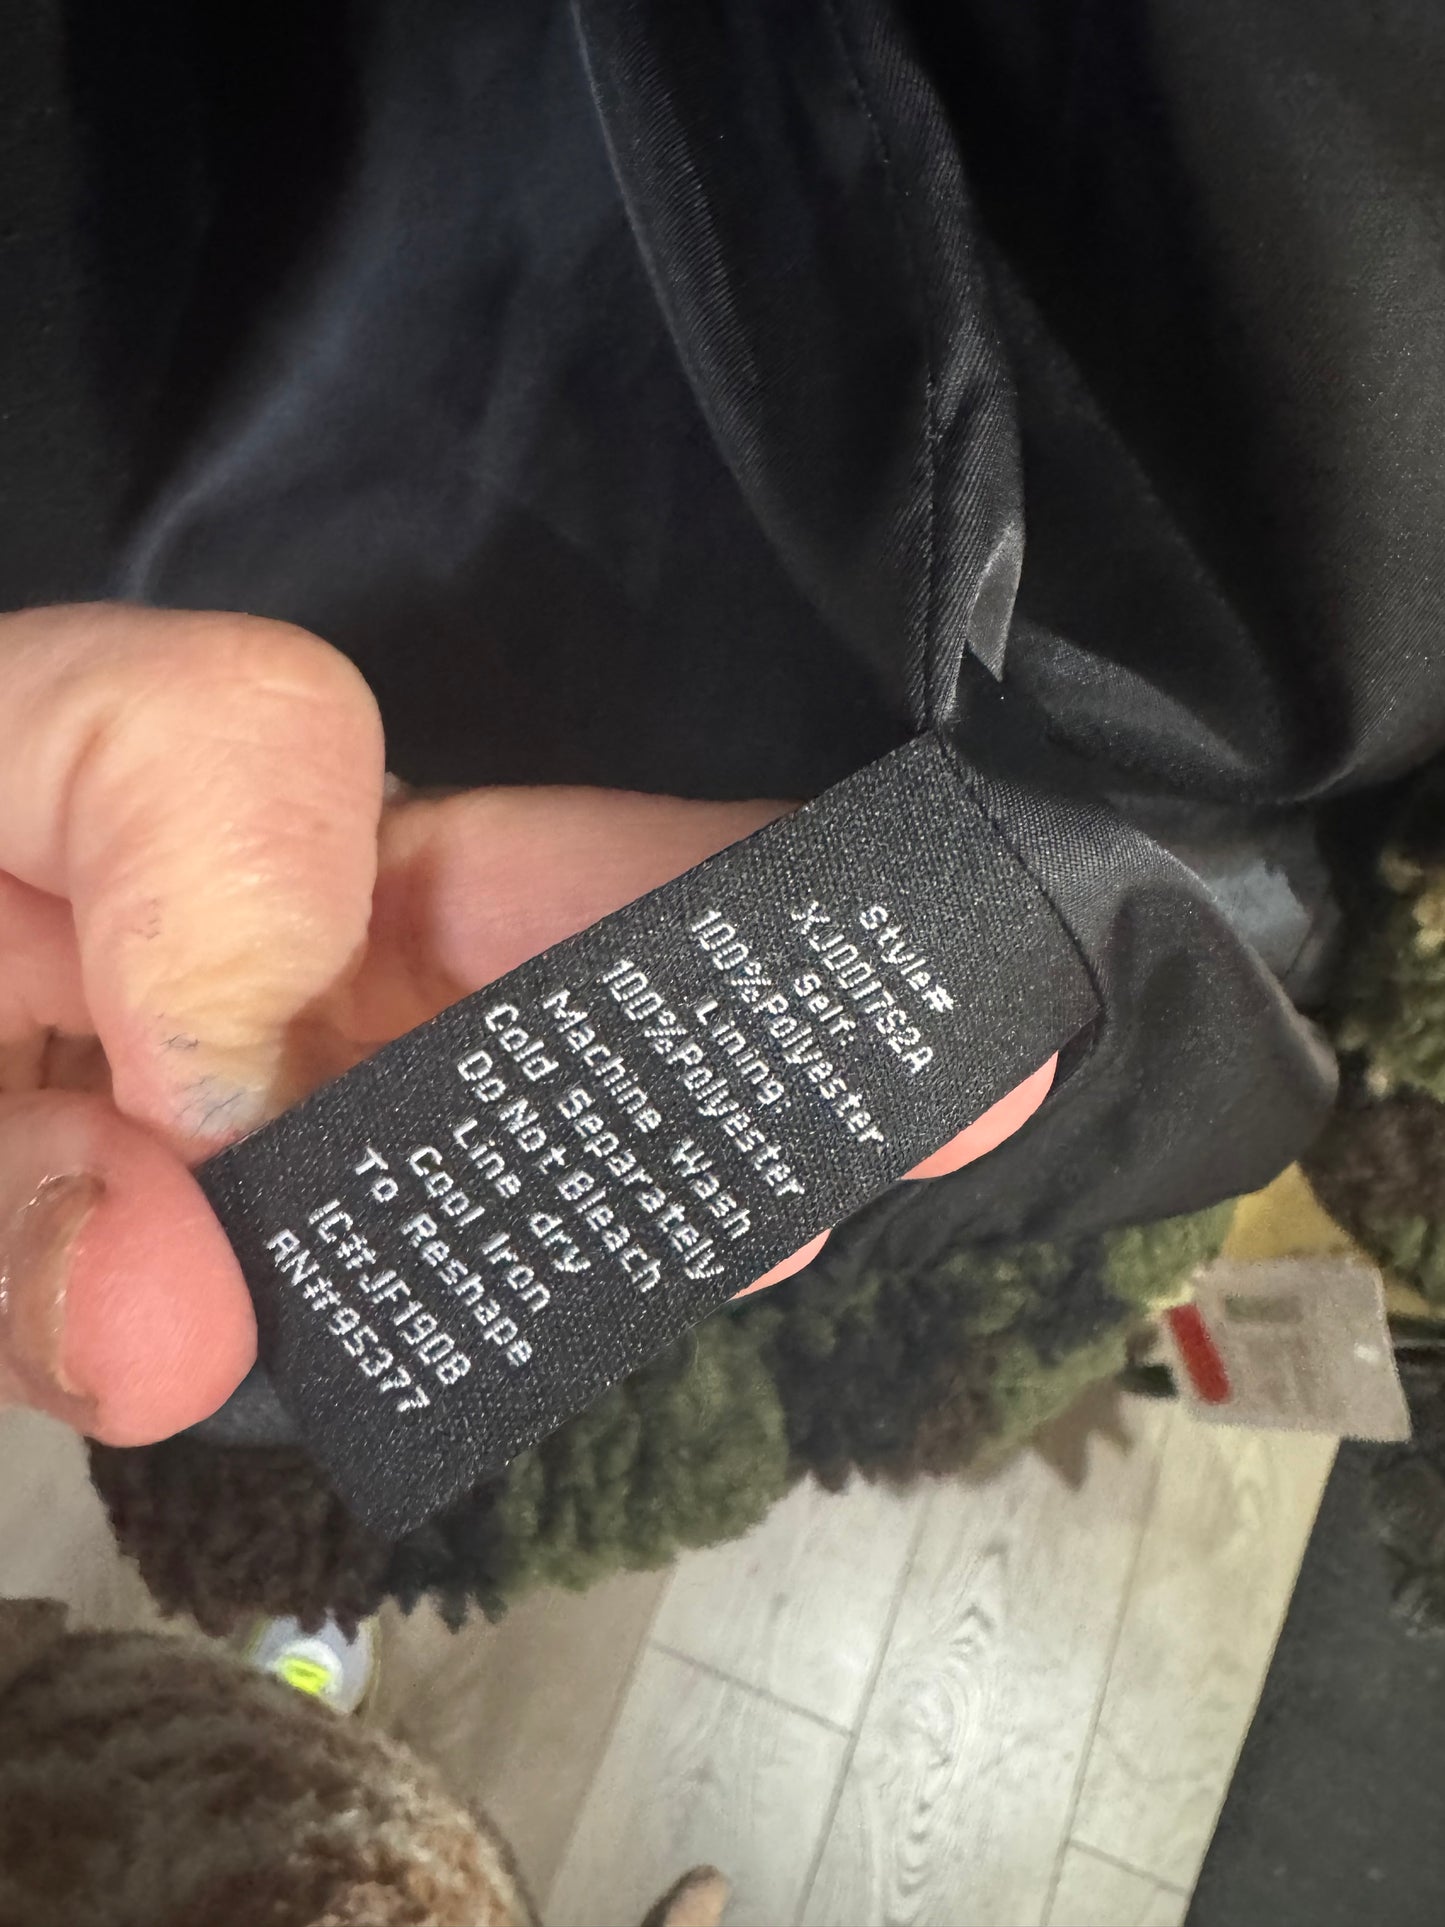 Style#
XJ0017S2A
Self:
100%Polyester
Lining:
100%Polyester
Machine Wash
Cold Separately
Do Not Bleach
Line dry
Cool Iron
To Reshape
IC#JF1908
RN#95377